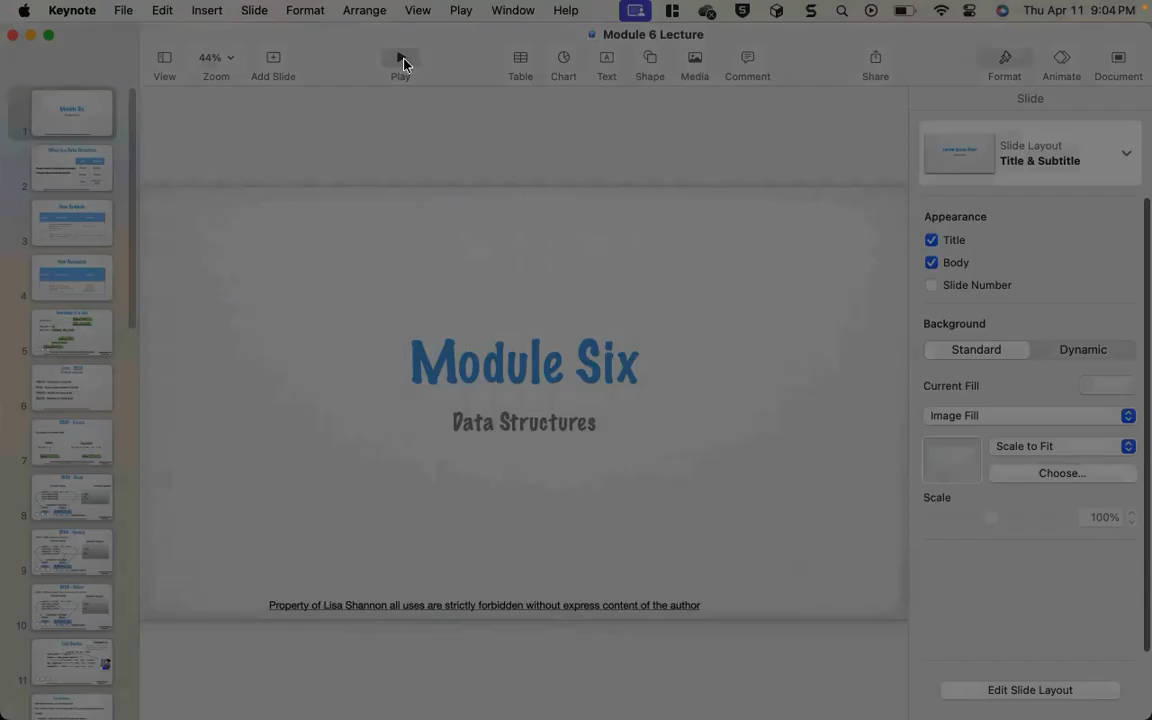 Keynote File Edit Insert Slide Format Arrange View Play Window Help Thu Apr 11 9:04 PM
Module 6 Lecture
44%
View Zoom Add Slide Play Table Chart Text Shape Media Comment Share Format Animate Document
Slide
Slide Layout
Title & Subtitle
Appearance
Title
Body
Slide Number
Background
Standard Dynamic
Current Fill
Image Fill
Scale to Fit
Choose...
Scale
100%
Edit Slide Layout
Module Six
Data Structures
Property of Lisa Shannon all uses are strictly forbidden without express content of the author
1
Module Six
2
3
4
5
6
7
8
9
10
11